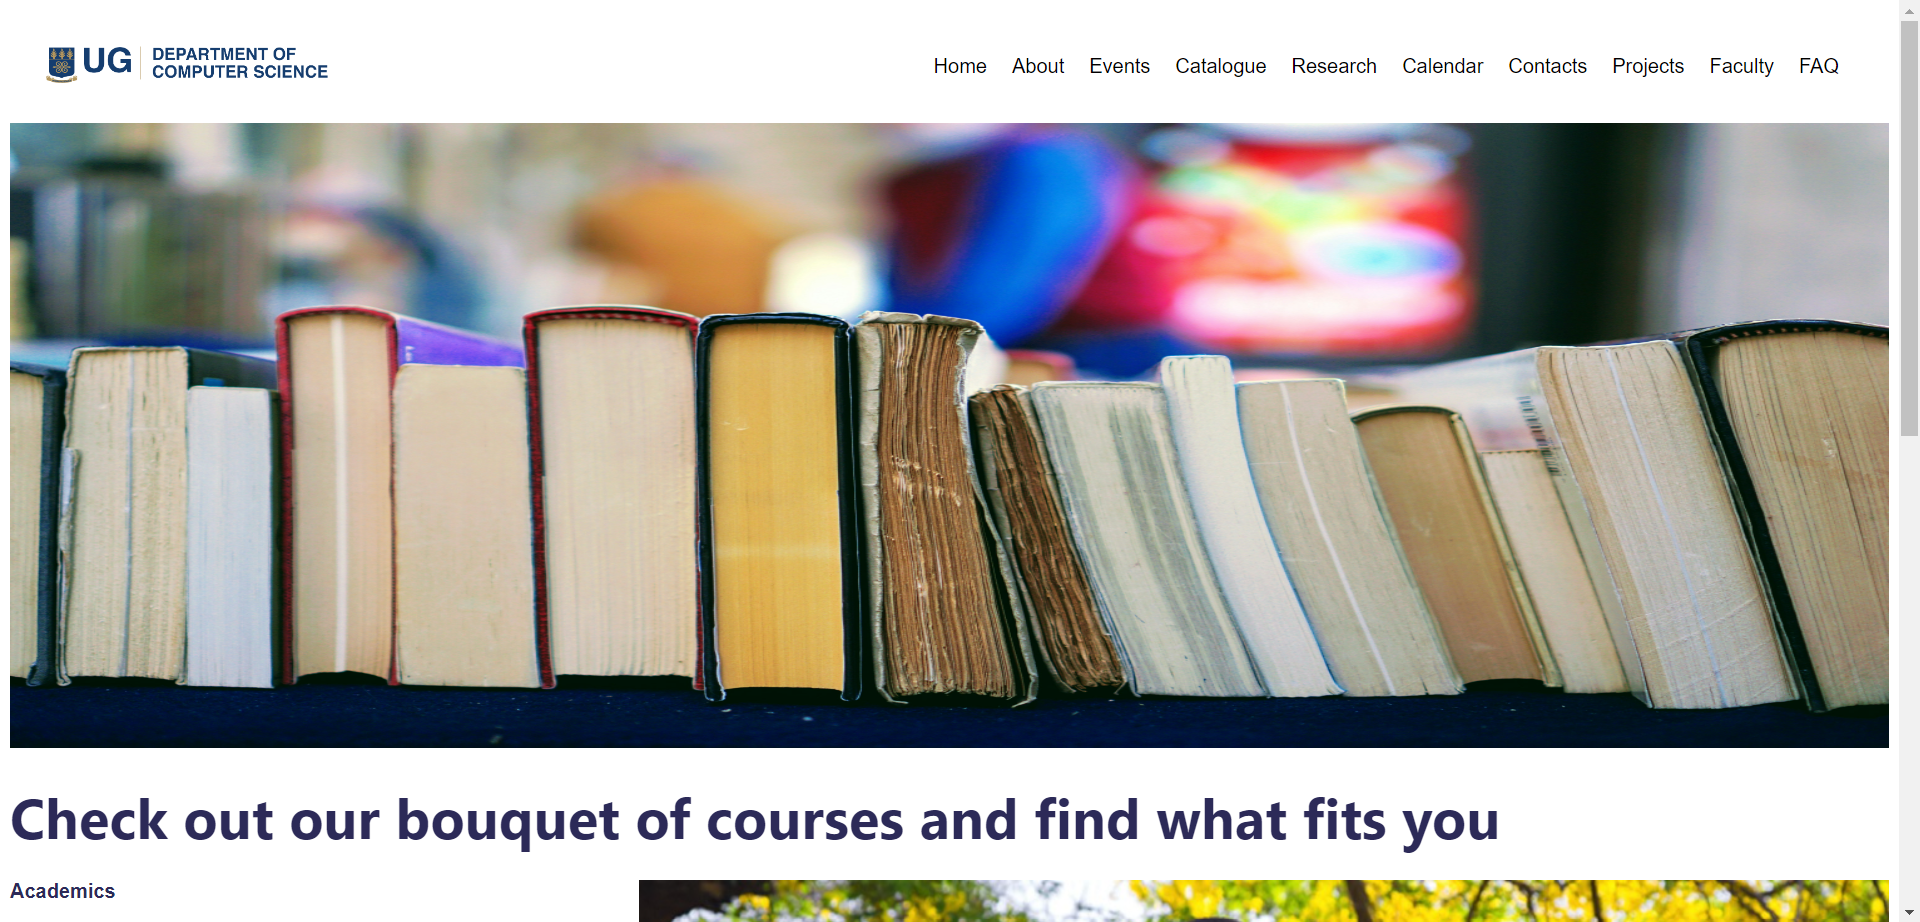 UG
DEPARTMENT OF
COMPUTER SCIENCE
Home About Events Catalogue Research Calendar Contacts Projects Faculty FAQ
Check out our bouquet of courses and find what fits you
Academics